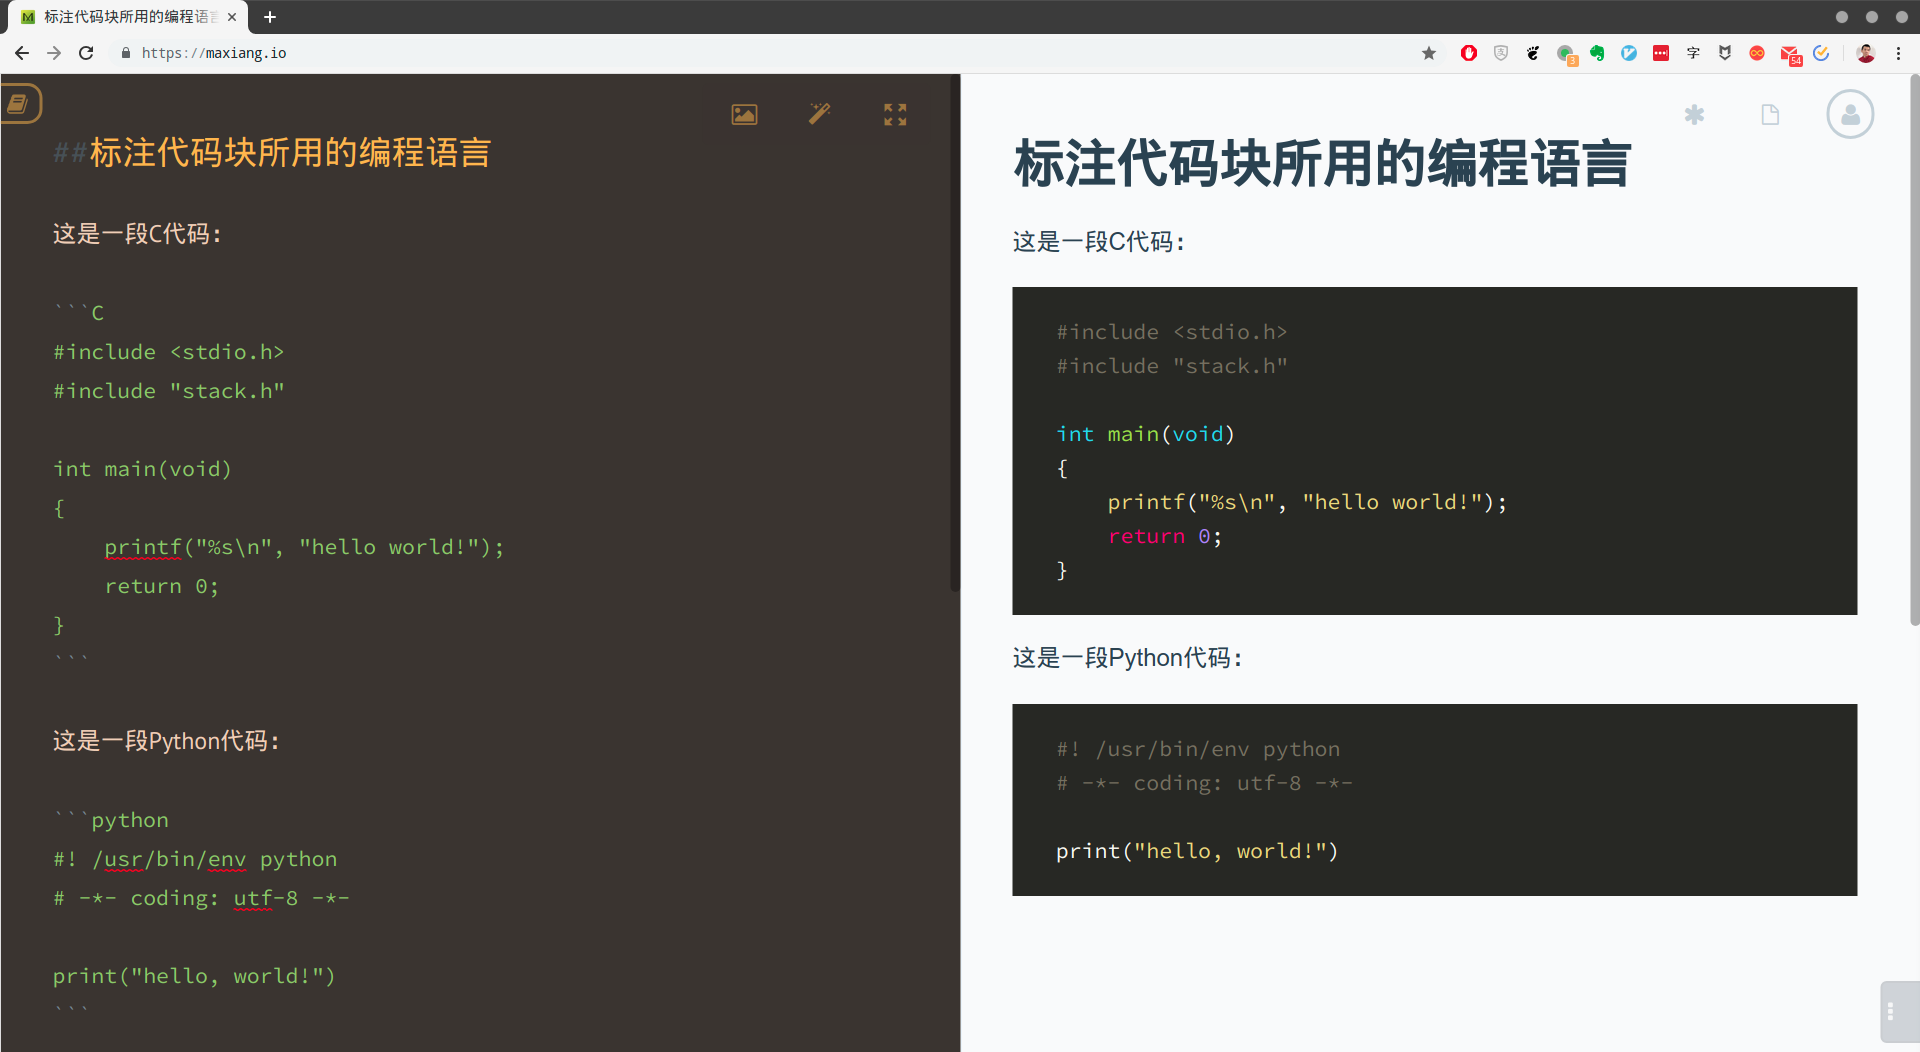 标注代码块所用的编程语言
https://maxiang.io
3
字
54
##标注代码块所用的编程语言
这是一段C代码：
```C
#include <stdio.h>
#include "stack.h"
int main(void)
{
    printf("%s\n", "hello world!");
    return 0;
}
```
这是一段Python代码：
```python
#! /usr/bin/env python
# -*- coding: utf-8 -*-
print("hello, world!")
```
标注代码块所用的编程语言
这是一段C代码：
#include <stdio.h>
#include "stack.h"
int main(void)
{
    printf("%s\n", "hello world!");
    return 0;
}
这是一段Python代码：
#! /usr/bin/env python
# -*- coding: utf-8 -*-
print("hello, world!")